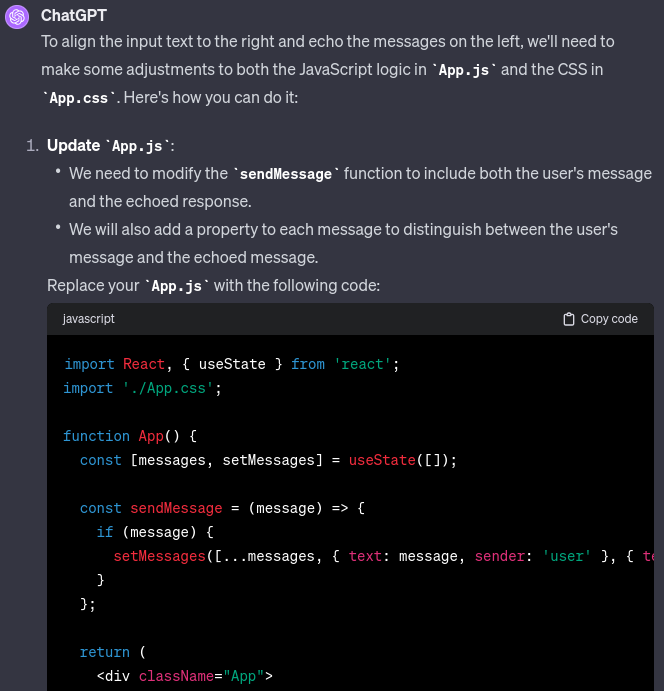 ChatGPT
To align the input text to the right and echo the messages on the left, we'll need to
make some adjustments to both the JavaScript logic in `App.js` and the CSS in
`App.css`. Here's how you can do it:
1. Update `App.js`:
• We need to modify the `sendMessage` function to include both the user's message
and the echoed response.
• We will also add a property to each message to distinguish between the user's
message and the echoed message.
Replace your `App.js` with the following code:
javascript Copy code
import React, { useState } from 'react';
import './App.css';
function App() {
const [messages, setMessages] = useState([]);
const sendMessage = (message) => {
if (message) {
setMessages([...messages, { text: message, sender: 'user' }, { te
}
};
return (
<div className="App">